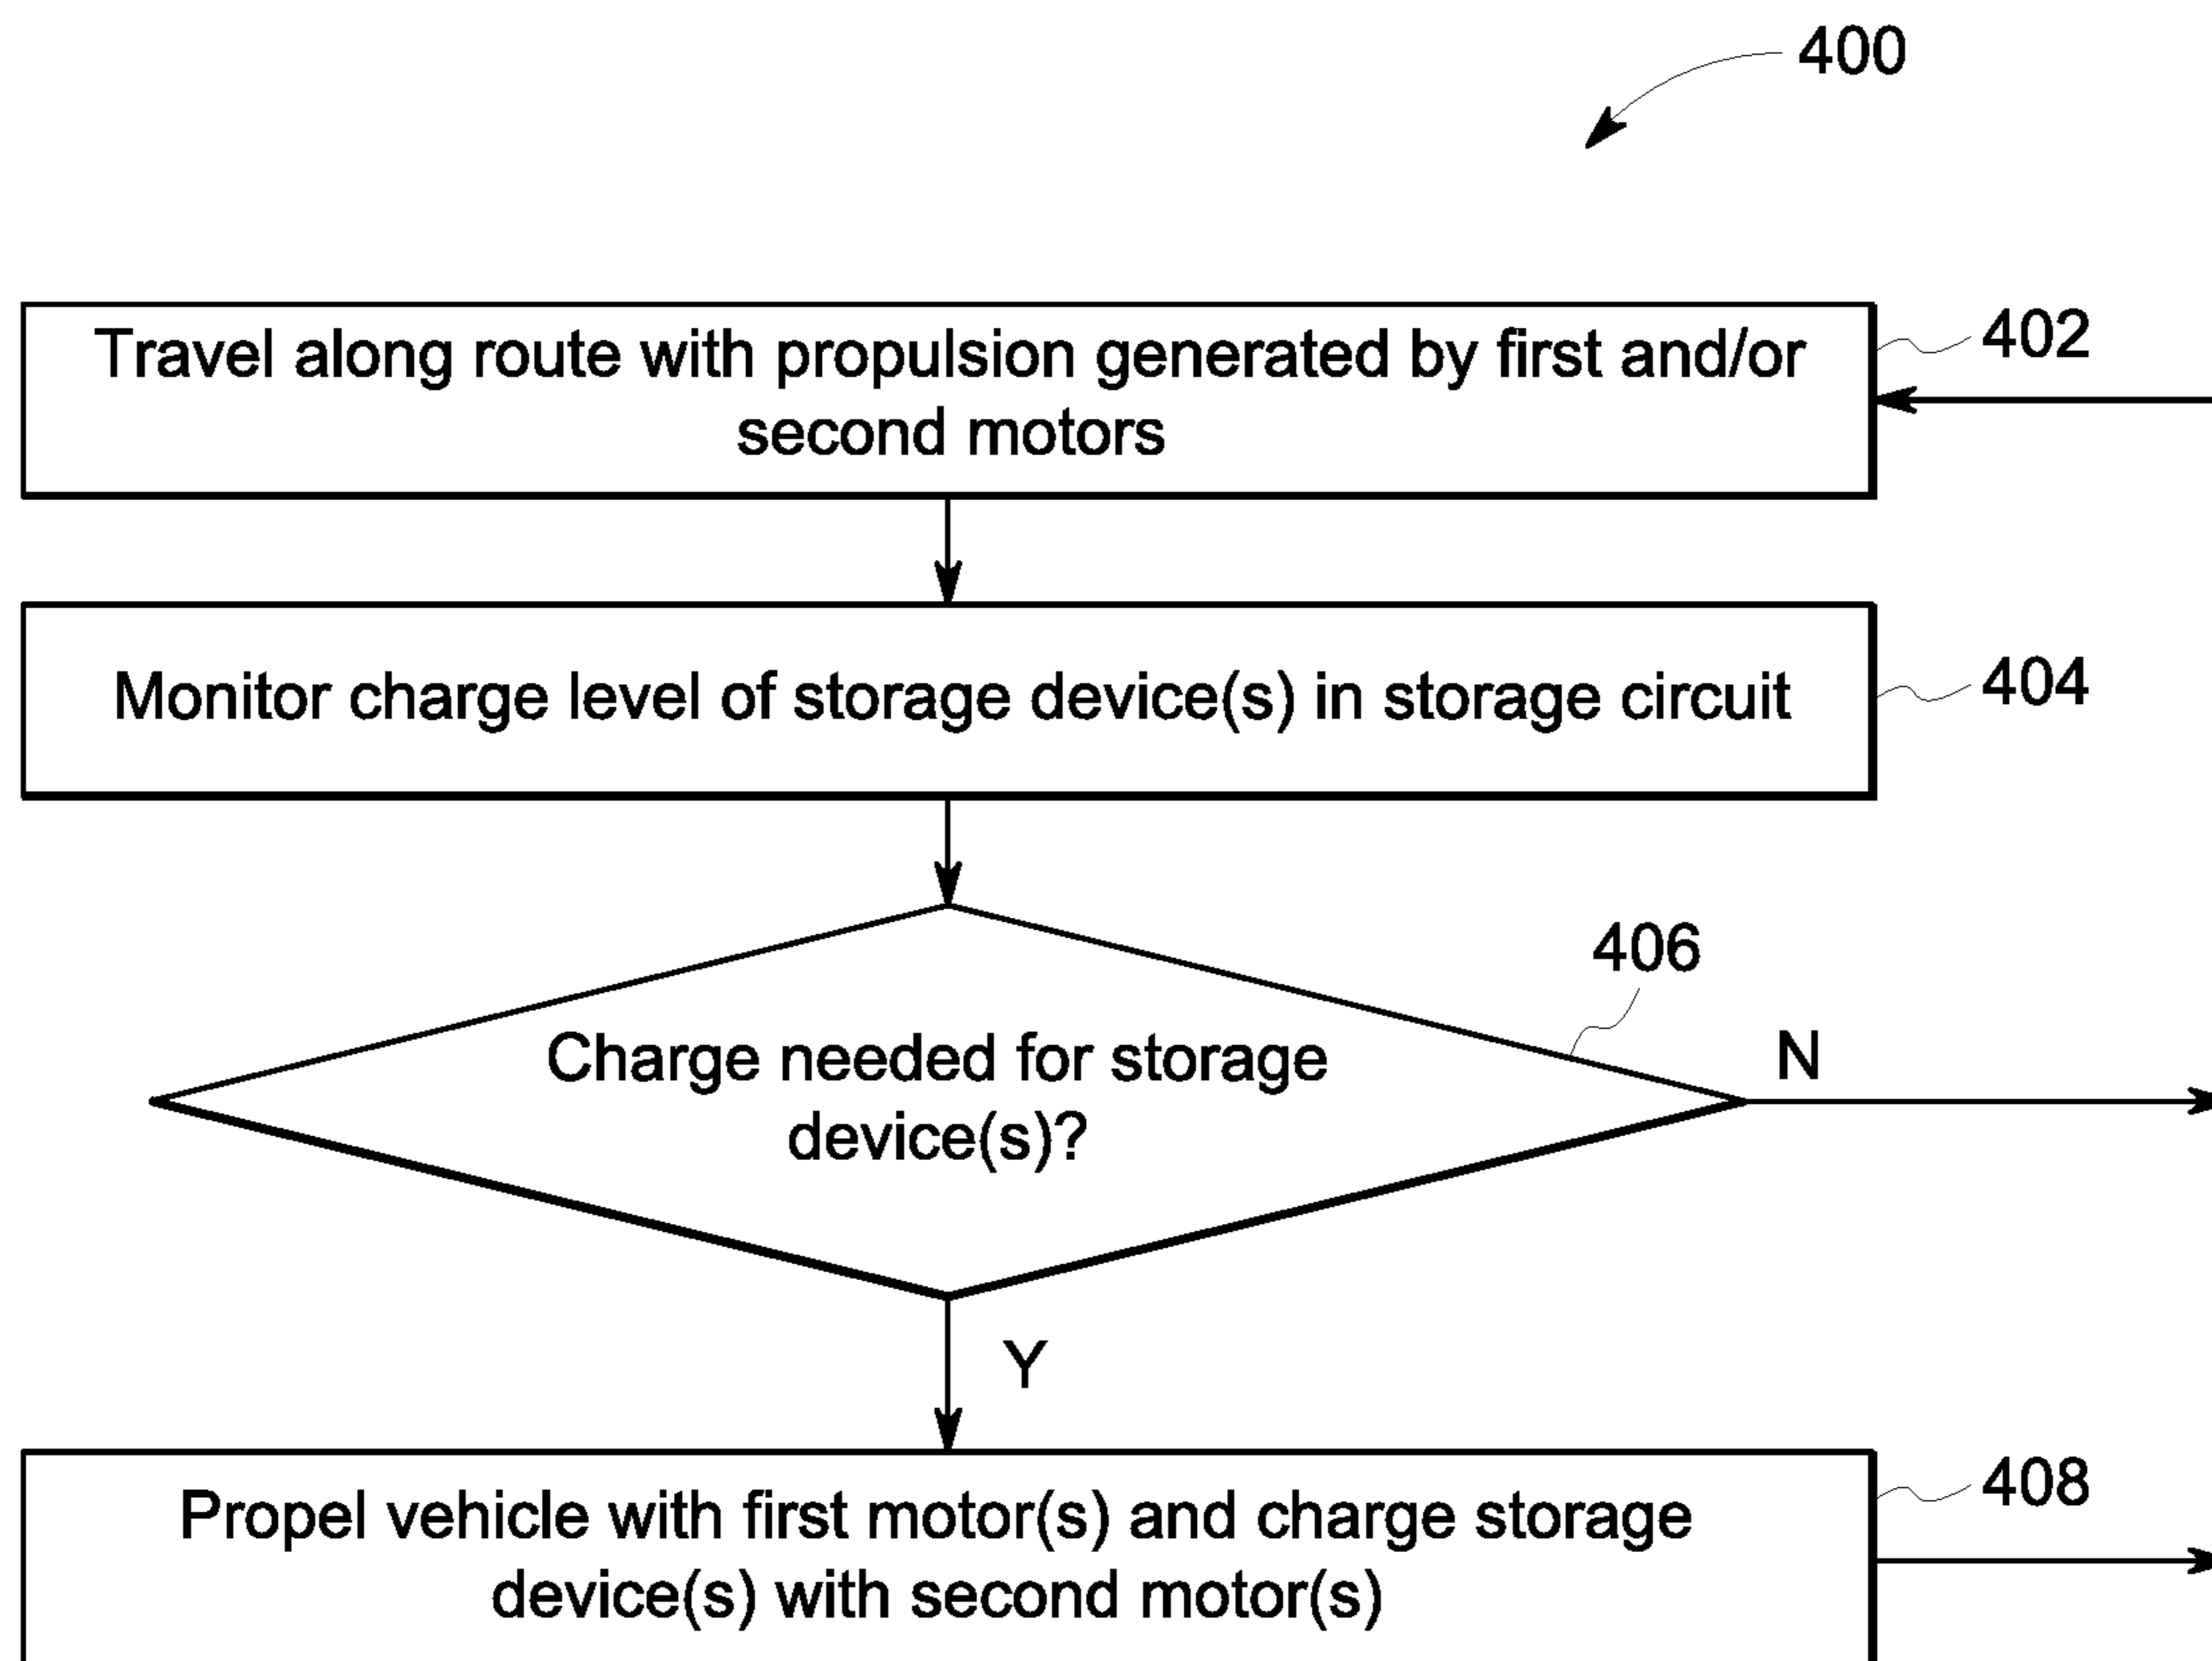 400
Travel along route with propulsion generated by first and/or
second motors
402
Monitor charge level of storage device(s) in storage circuit
404
406
Charge needed for storage
device(s)?
N
Y
Propel vehicle with first motor(s) and charge storage
device(s) with second motor(s)
408